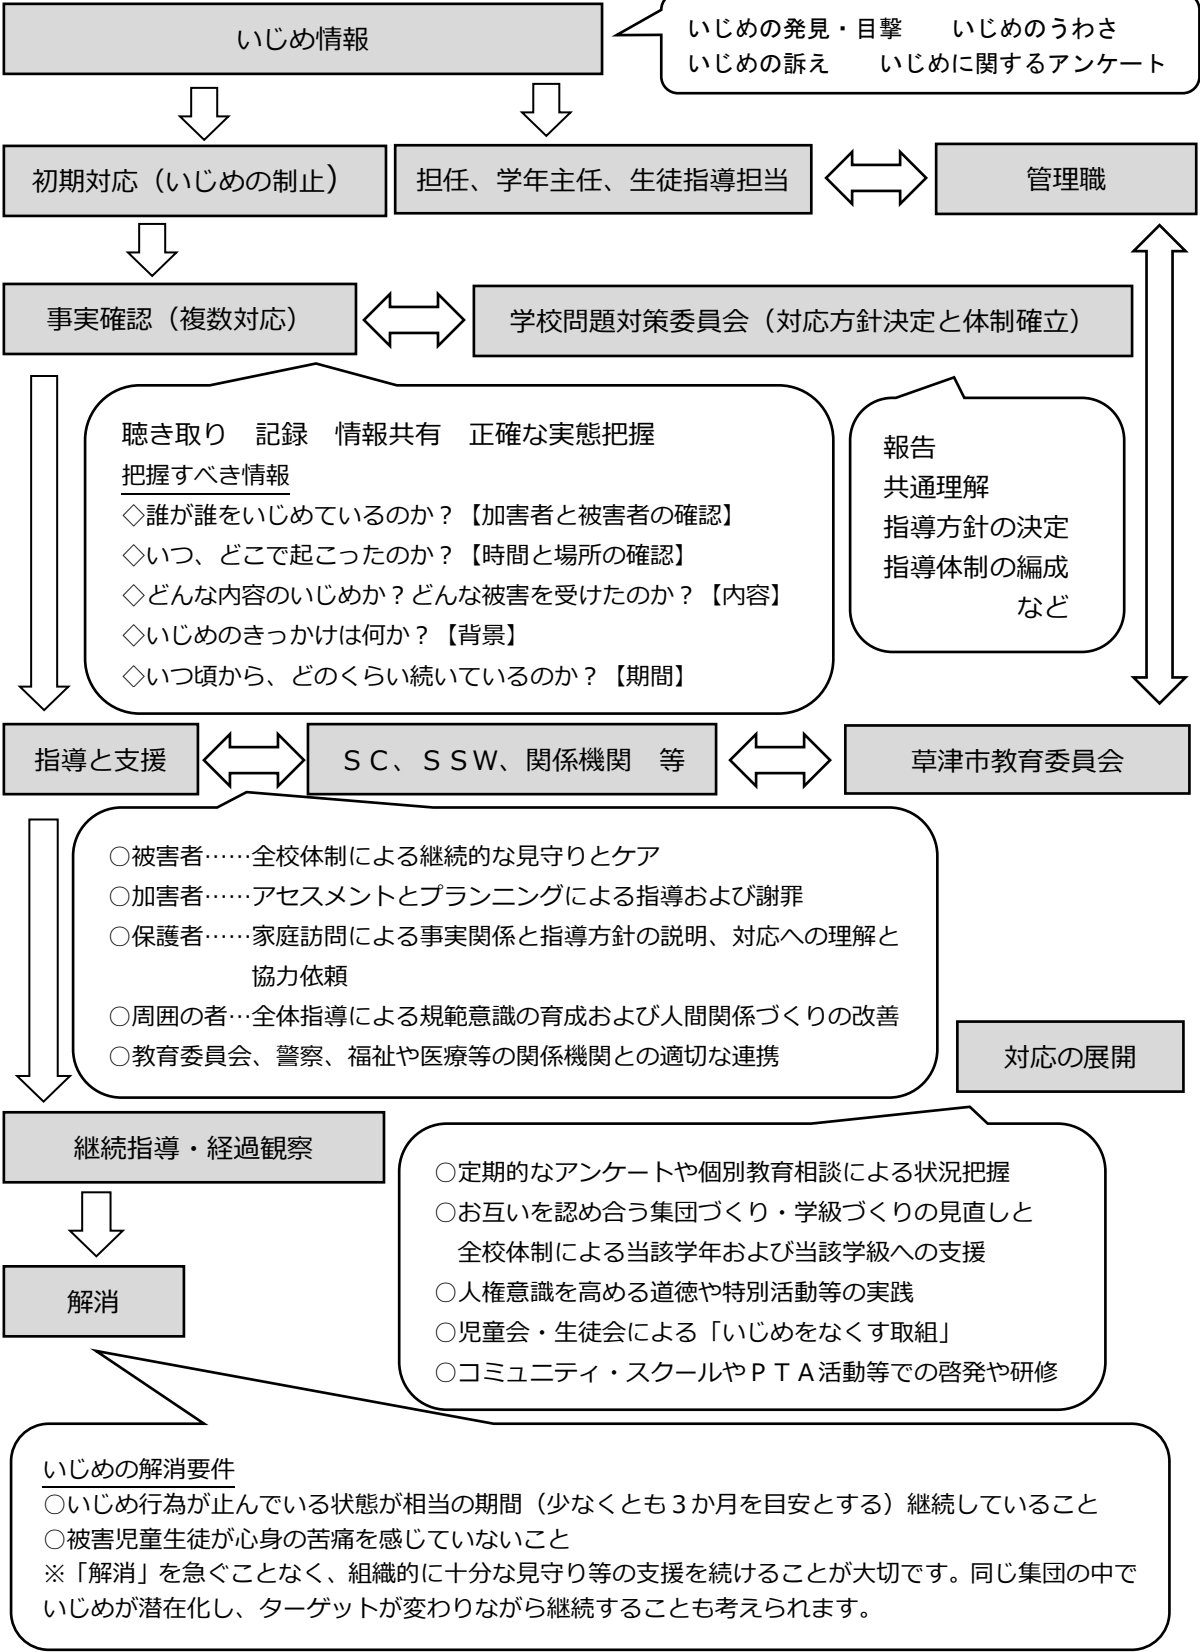 いじめ情報
いじめの発見・目撃　　いじめのうわさ
いじめの訴え　　いじめに関するアンケート
初期対応（いじめの制止）
担任、学年主任、生徒指導担当
管理職
事実確認（複数対応）
学校問題対策委員会（対応方針決定と体制確立）
聴き取り　記録　情報共有　正確な実態把握
把握すべき情報
◇誰が誰をいじめているのか？【加害者と被害者の確認】
◇いつ、どこで起こったのか？【時間と場所の確認】
◇どんな内容のいじめか？どんな被害を受けたのか？【内容】
◇いじめのきっかけは何か？【背景】
◇いつ頃から、どのくらい続いているのか？【期間】
報告
共通理解
指導方針の決定
指導体制の編成
など
指導と支援
ＳＣ、ＳＳＷ、関係機関　等
草津市教育委員会
○被害者……全校体制による継続的な見守りとケア
○加害者……アセスメントとプランニングによる指導および謝罪
○保護者……家庭訪問による事実関係と指導方針の説明、対応への理解と
協力依頼
○周囲の者…全体指導による規範意識の育成および人間関係づくりの改善
○教育委員会、警察、福祉や医療等の関係機関との適切な連携
対応の展開
継続指導・経過観察
○定期的なアンケートや個別教育相談による状況把握
○お互いを認め合う集団づくり・学級づくりの見直しと
全校体制による当該学年および当該学級への支援
○人権意識を高める道徳や特別活動等の実践
○児童会・生徒会による「いじめをなくす取組」
○コミュニティ・スクールやＰＴＡ活動等での啓発や研修
解消
いじめの解消要件
○いじめ行為が止んでいる状態が相当の期間（少なくとも３か月を目安とする）継続していること
○被害児童生徒が心身の苦痛を感じていないこと
※「解消」を急ぐことなく、組織的に十分な見守り等の支援を続けることが大切です。同じ集団の中で
いじめが潜在化し、ターゲットが変わりながら継続することも考えられます。